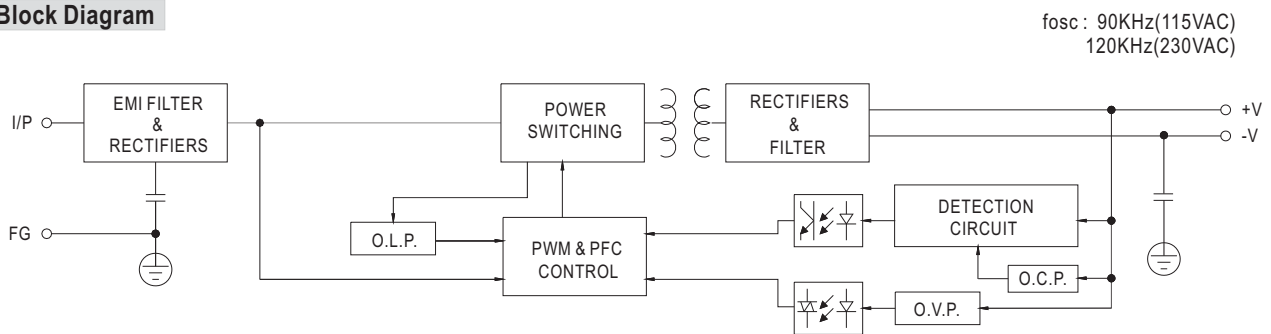 Block Diagram
fosc : 90KHz(115VAC)
120KHz(230VAC)
I/P
EMI FILTER
&
RECTIFIERS
POWER
SWITCHING
RECTIFIERS
&
FILTER
+V
-V
FG
O.L.P.
PWM & PFC
CONTROL
DETECTION
CIRCUIT
O.C.P.
O.V.P.